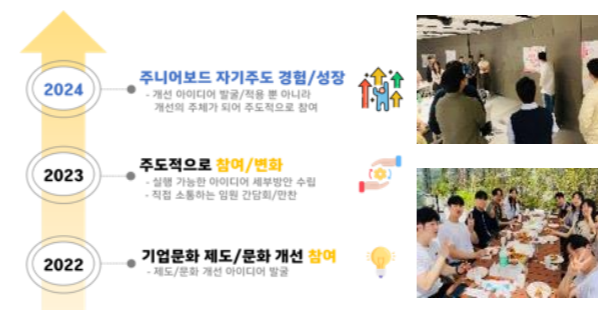 2024
주니어보드 자기주도 경험/성장
- 개선 아이디어 발굴/적용 뿐 아니라
개선의 주체가 되어 주도적으로 참여
2023
주도적으로 참여/변화
- 실행 가능한 아이디어 세부방안 수립
- 직접 소통하는 임원 간담회/만찬
2022
기업문화 제도/문화 개선 참여
- 제도/문화 개선 아이디어 발굴